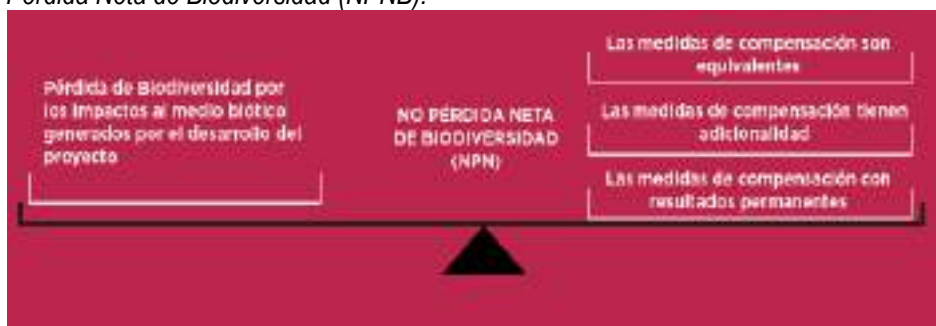 Pérdida Neta de Biodiversidad (NPNB).
Pérdida de Biodiversidad por
los impactos al medio biótico
generados por el desarrollo del
proyecto
NO PÉRDIDA NETA
DE BIODIVERSIDAD
(NPN)
Las medidas de compensación son
equivalentes
Las medidas de compensación tienen
adicionalidad
Las medidas de compensación con
resultados permanentes